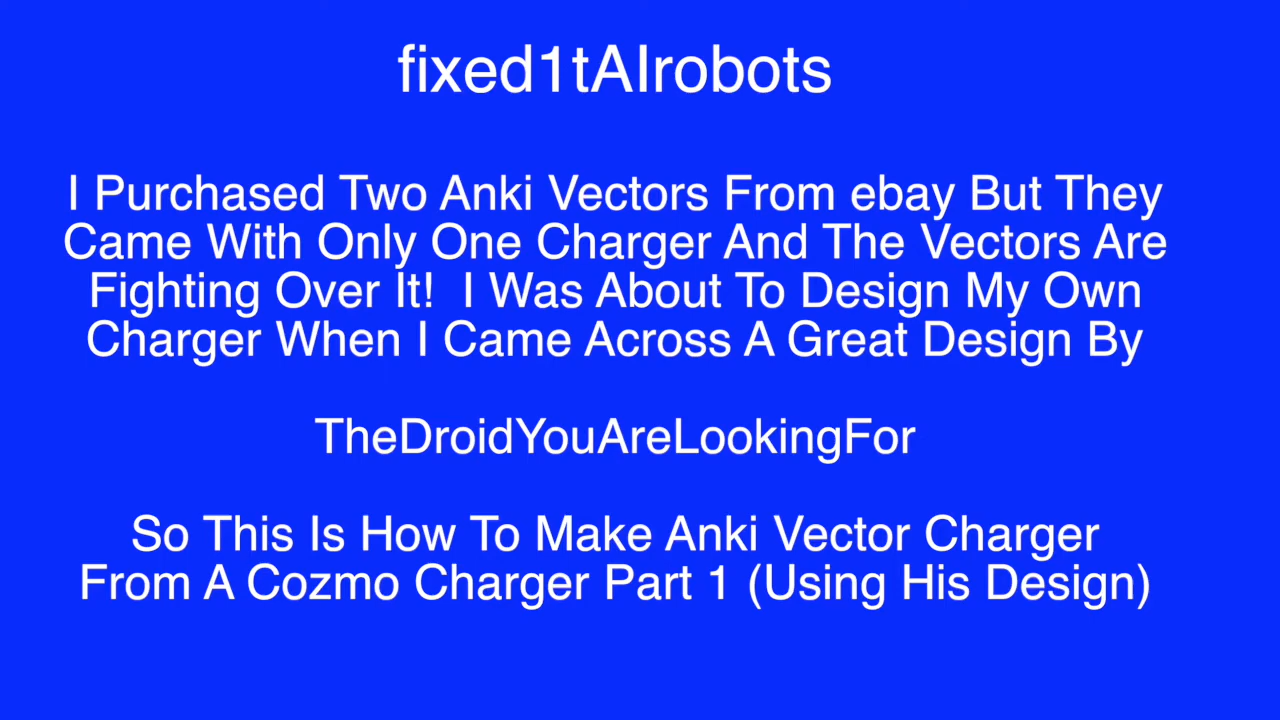 fixed1tAIrobots
I Purchased Two Anki Vectors From ebay But They
Came With Only One Charger And The Vectors Are
Fighting Over It!  I Was About To Design My Own
Charger When I Came Across A Great Design By
TheDroidYouAreLookingFor
So This Is How To Make Anki Vector Charger
From A Cozmo Charger Part 1 (Using His Design)